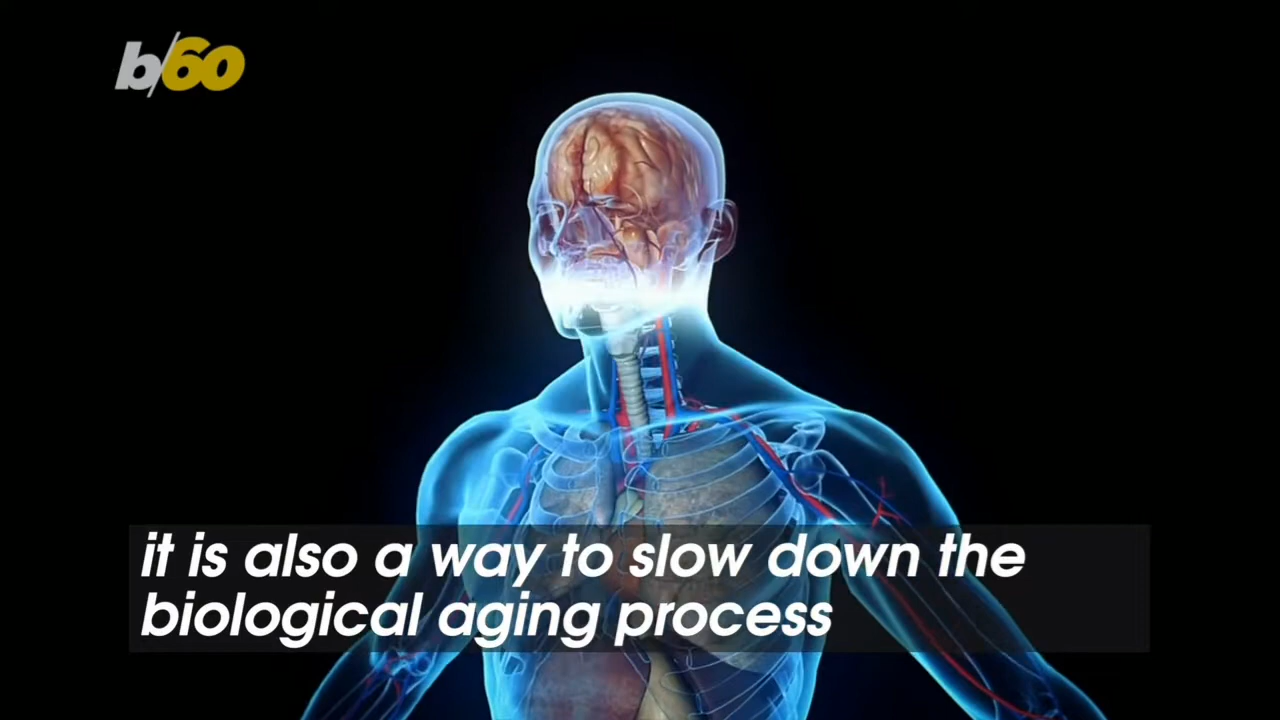 b/60
it is also a way to slow down the
biological aging process